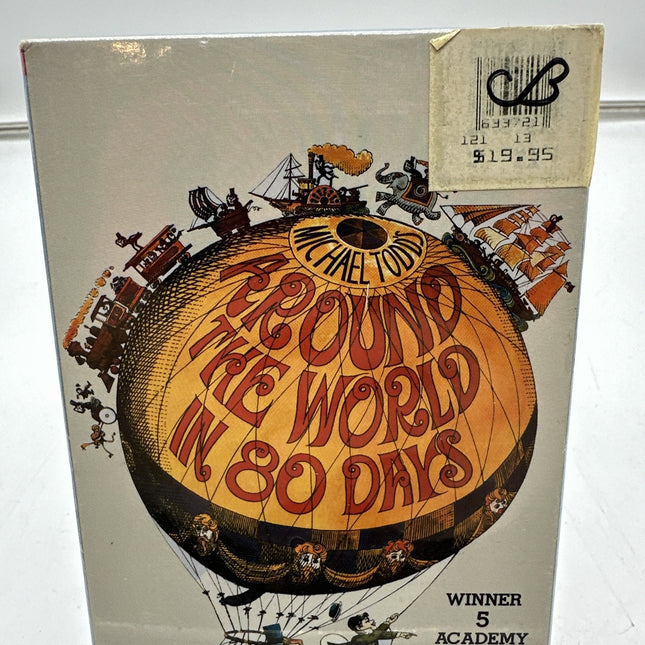 B
633721
121 13
$19.95
MICHAEL TODD'S
AROUND
THE WORLD
IN 80 DAYS
WINNER
5
ACADEMY